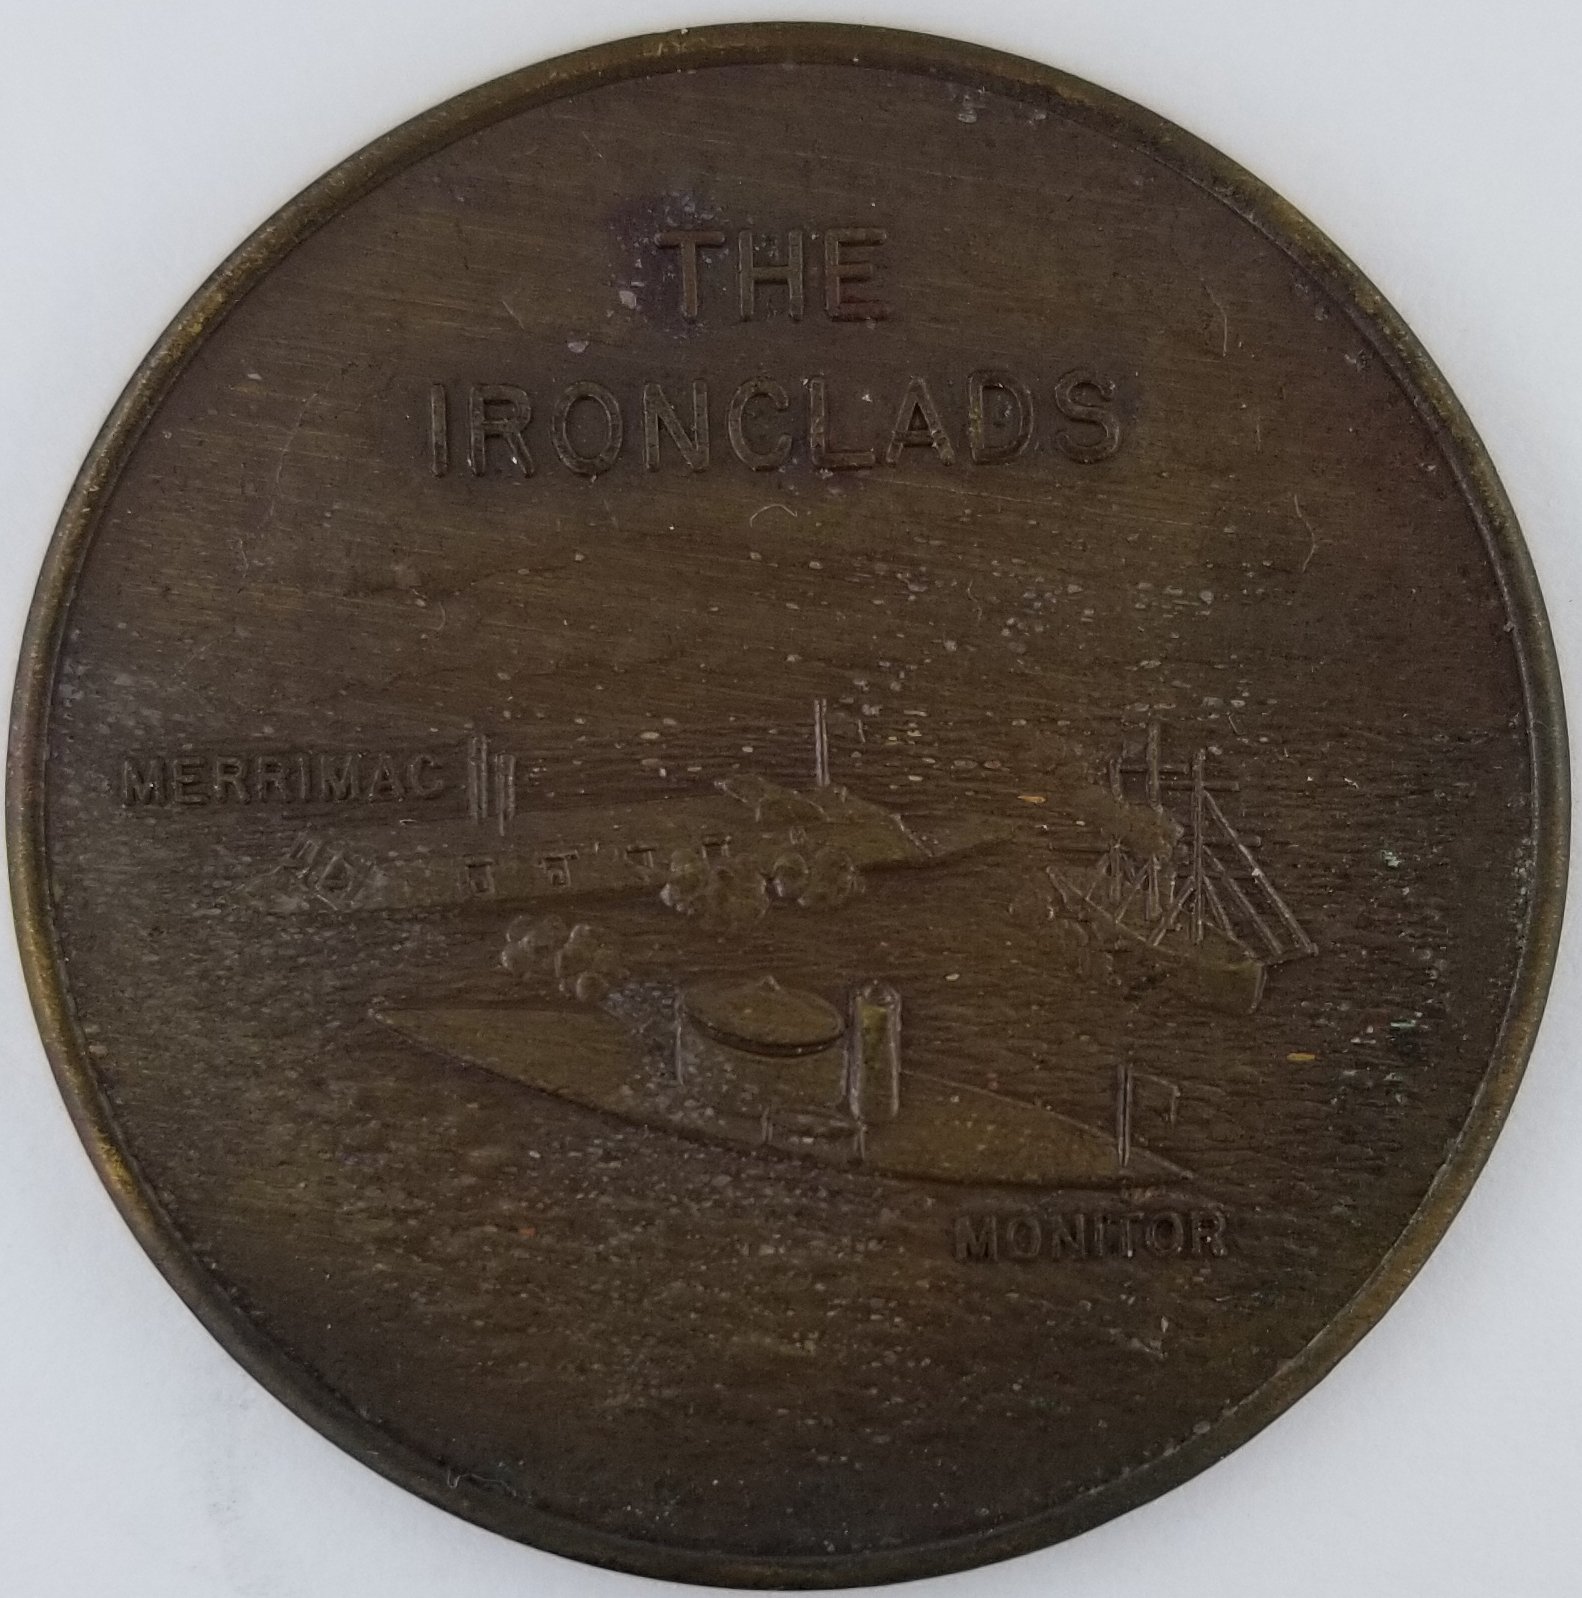 THE
IRONCLADS
MERRIMAC
MONITOR